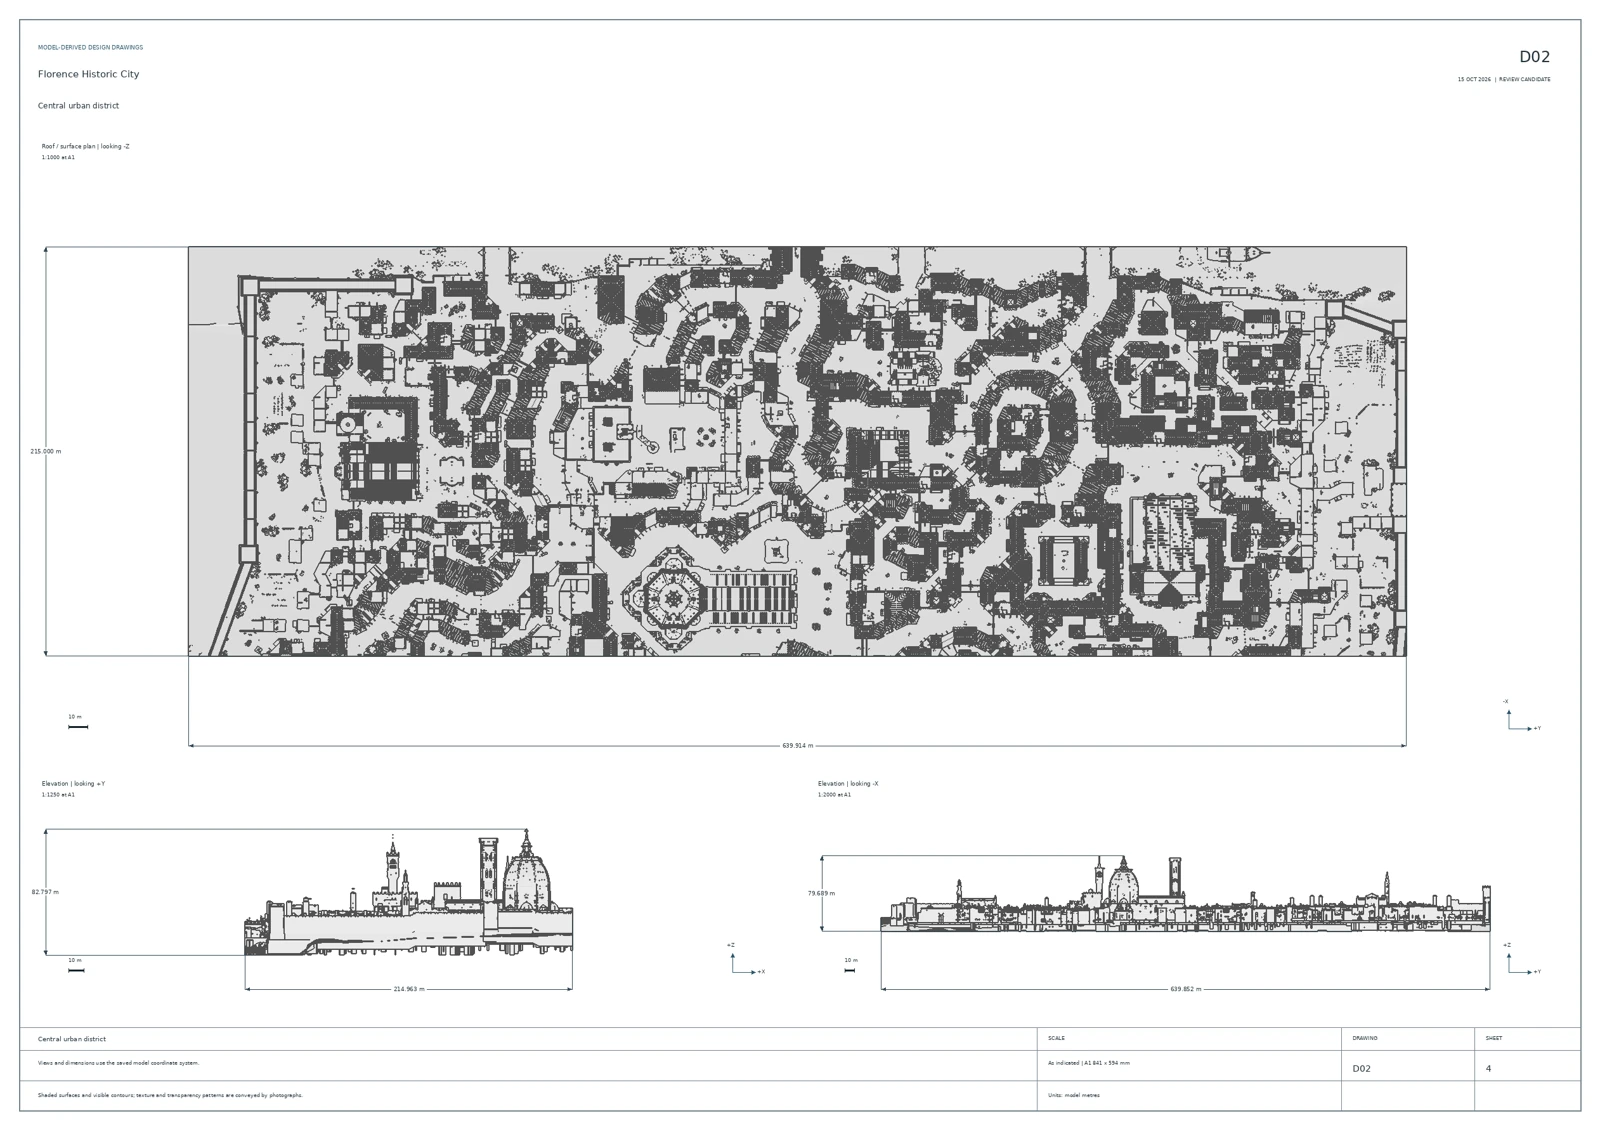 MODEL-DERIVED DESIGN DRAWINGS
D02
Florence Historic City
15 OCT 2026 | REVIEW CANDIDATE
Central urban district
Roof / surface plan | looking -Z
1:1000 at A1
215.000 m
10 m
-X
+Y
639.914 m
Elevation | looking +Y
1:1250 at A1
82.797 m
10 m
+Z
+X
214.963 m
Elevation | looking -X
1:2000 at A1
79.689 m
10 m
+Z
+Y
639.852 m
Central urban district
SCALE
DRAWING
SHEET
Views and dimensions use the saved model coordinate system.
As indicated | A1 841 x 594 mm
D02
4
Shaded surfaces and visible contours; texture and transparency patterns are conveyed by photographs.
Units: model metres